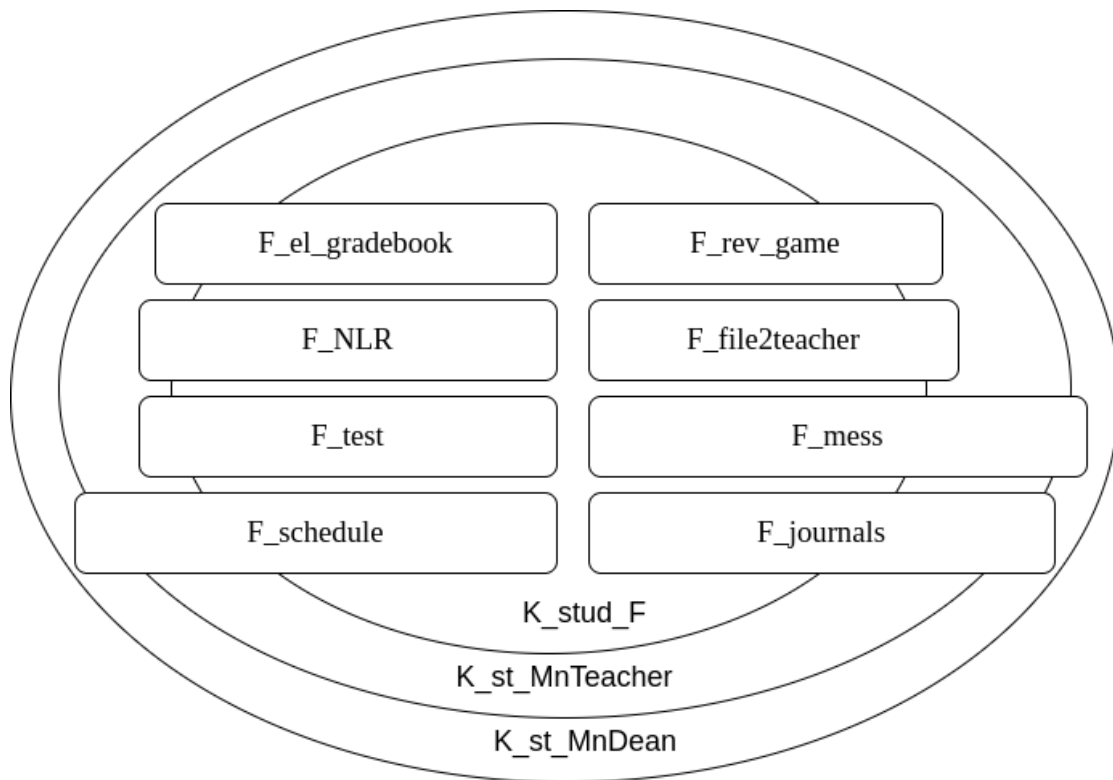 F_el_gradebook
F_rev_game
F_NLR
F_file2teacher
F_test
F_mess
F_schedule
F_journals
K_stud_F
K_st_MnTeacher
K_st_MnDean